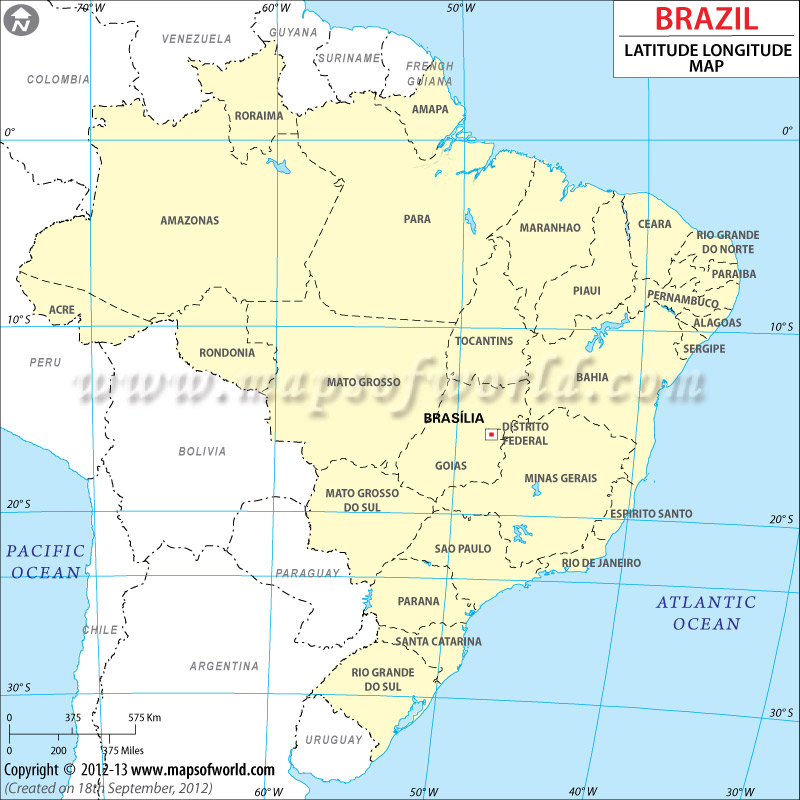 N
70°W
60°W
50°W
BRAZIL
LATITUDE LONGITUDE
MAP
GUYANA
VENEZUELA
SURINAME
FRENCH
GUIANA
COLOMBIA
AMAPA
RORAIMA
0°
0°
AMAZONAS
PARA
MARANHAO
CEARA
RIO GRANDE
DO NORTE
PARAIBA
PIAUI
PERNAMBUCO
ACRE
ALAGOAS
10°S
10°S
TOCANTINS
SERGIPE
RONDONIA
PERU
MATO GROSSO
BAHIA
www.mapsofworld.com
BRASÍLIA
DISTRITO
FEDERAL
BOLIVIA
GOIAS
MINAS GERAIS
MATO GROSSO
DO SUL
20°S
ESPIRITO SANTO
20°S
PACIFIC
OCEAN
SAO PAULO
RIO DE JANEIRO
PARAGUAY
PARANA
ATLANTIC
OCEAN
CHILE
SANTA CATARINA
ARGENTINA
RIO GRANDE
DO SUL
30°S
30°S
0 375 575 Km
0 200 375 Miles
URUGUAY
Copyright © 2012-13 www.mapsofworld.com
(Created on 18th September, 2012)
60°W
50°W
40°W
30°W